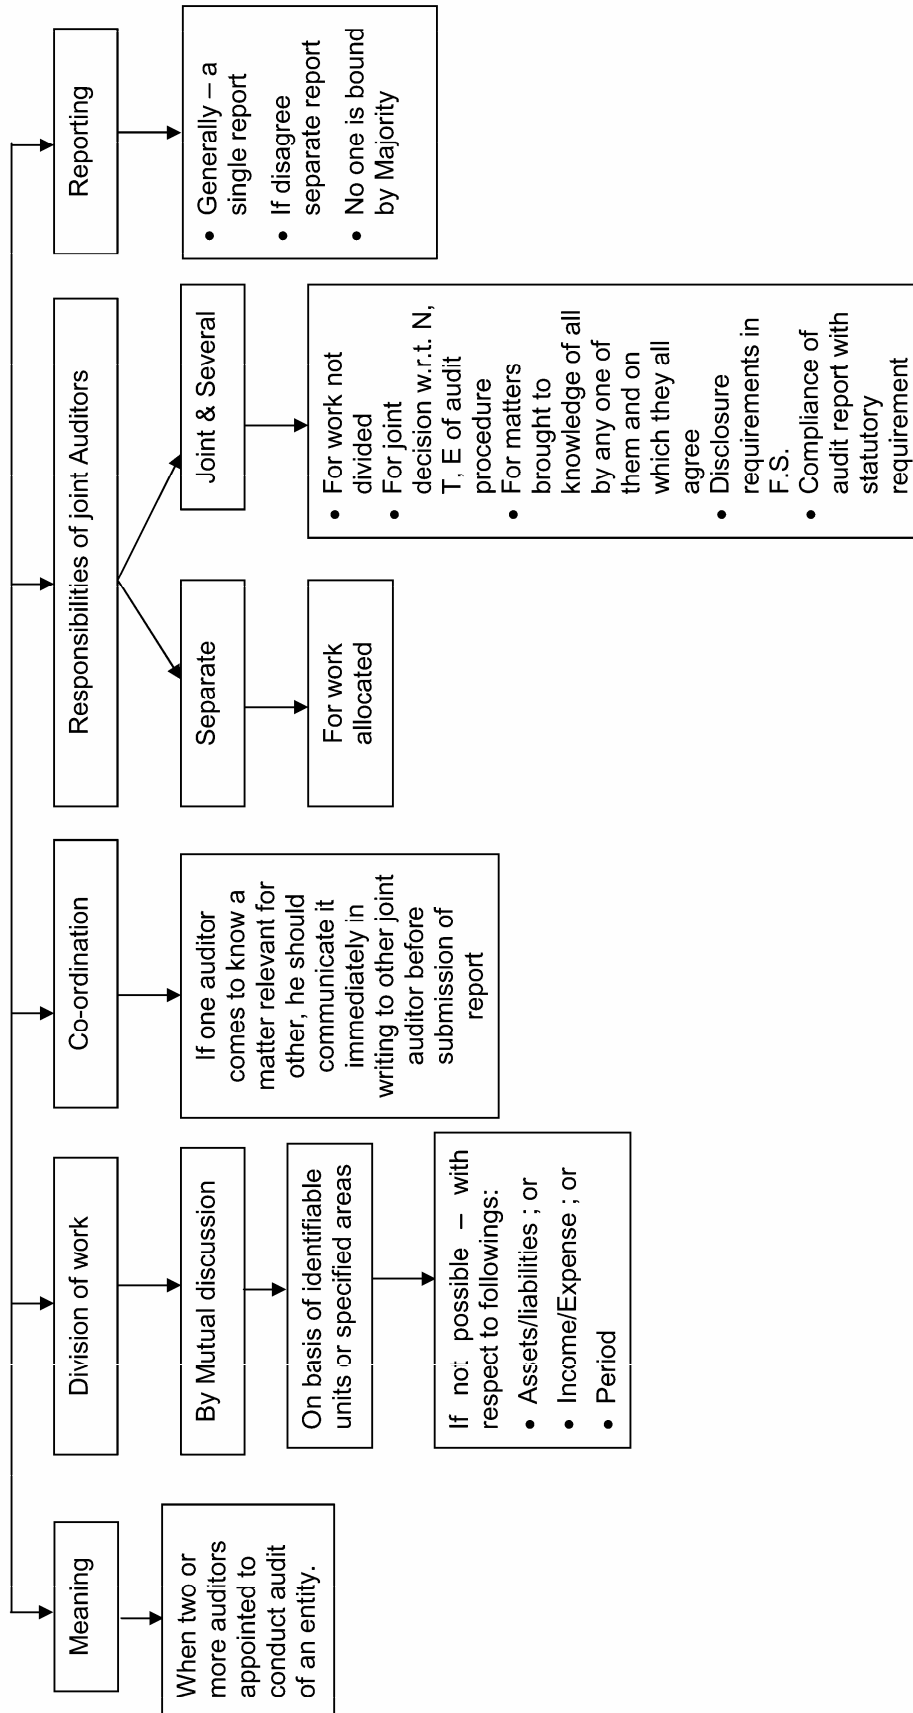 Meaning
When two or
more auditors
appointed to
conduct audit
of an entity.
Division of work
By Mutual discussion
On basis of identifiable
units or specified areas
If not possible – with
respect to followings:
• Assets/liabilities ; or
• Income/Expense ; or
• Period
Co-ordination
If one auditor
comes to know a
matter relevant for
other, he should
communicate it
immediately in
writing to other joint
auditor before
submission of
report
Responsibilities of joint Auditors
Separate
For work
allocated
Joint & Several
• For work not
divided
• For joint
decision w.r.t. N,
T, E of audit
procedure
• For matters
brought to
knowledge of all
by any one of
them and on
which they all
agree
• Disclosure
requirements in
F.S.
• Compliance of
audit report with
statutory
requirement
Reporting
• Generally – a
single report
• If disagree
separate report
• No one is bound
by Majority